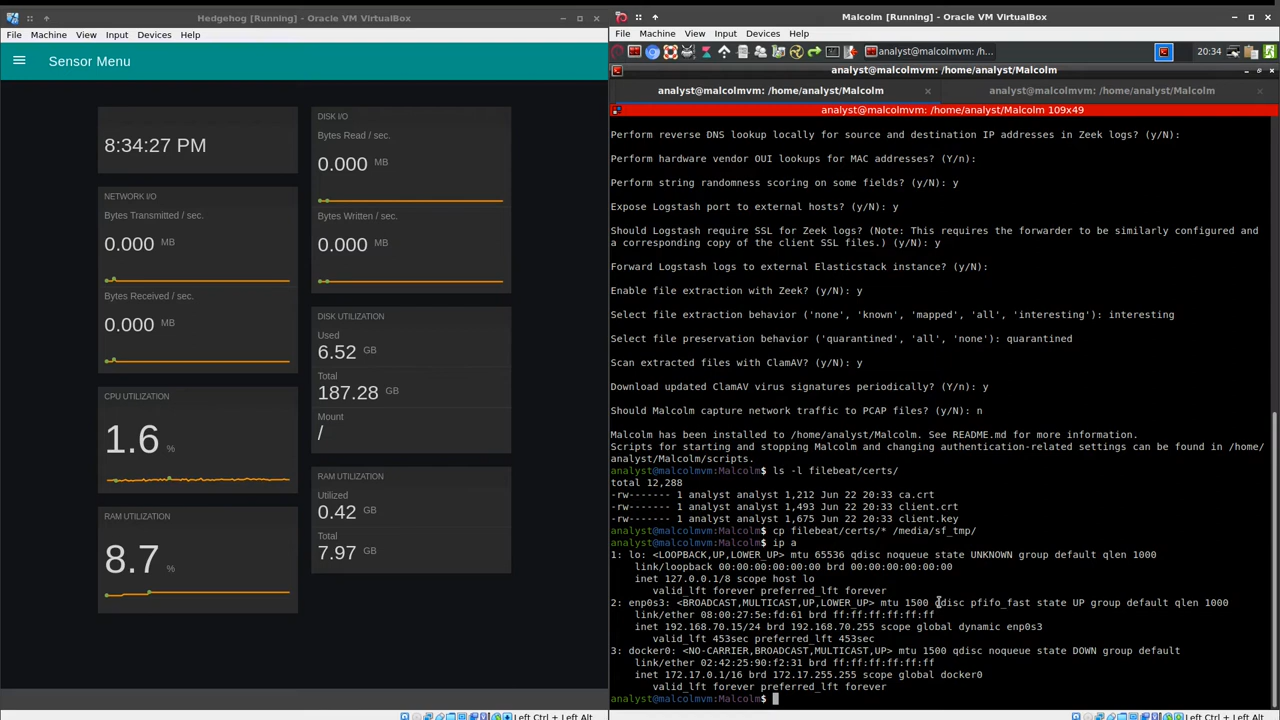 Hedgehog [Running] - Oracle VM VirtualBox
File Machine View Input Devices Help
Sensor Menu
8:34:27 PM
NETWORK I/O
Bytes Transmitted / sec.
0.000 MB
Bytes Received / sec.
0.000 MB
CPU UTILIZATION
1.6 %
RAM UTILIZATION
8.7 %
DISK I/O
Bytes Read / sec.
0.000 MB
Bytes Written / sec.
0.000 MB
DISK UTILIZATION
Used
6.52 GB
Total
187.28 GB
Mount
/
RAM UTILIZATION
Utilized
0.42 GB
Total
7.97 GB
Left Ctrl + Left Alt
Malcolm [Running] - Oracle VM VirtualBox
File Machine View Input Devices Help
analyst@malcolmvm: /h...
20:34
analyst@malcolmvm: /home/analyst/Malcolm
analyst@malcolmvm: /home/analyst/Malcolm
analyst@malcolmvm: /home/analyst/Malcolm
analyst@malcolmvm: /home/analyst/Malcolm 109x49
Perform reverse DNS lookup locally for source and destination IP addresses in Zeek logs? (y/N):
Perform hardware vendor OUI lookups for MAC addresses? (Y/n):
Perform string randomness scoring on some fields? (y/N): y
Expose Logstash port to external hosts? (y/N): y
Should Logstash require SSL for Zeek logs? (Note: This requires the forwarder to be similarly configured and
a corresponding copy of the client SSL files.) (y/N): y
Forward Logstash logs to external Elasticstack instance? (y/N):
Enable file extraction with Zeek? (y/N): y
Select file extraction behavior ('none', 'known', 'mapped', 'all', 'interesting'): interesting
Select file preservation behavior ('quarantined', 'all', 'none'): quarantined
Scan extracted files with ClamAV? (y/N): y
Download updated ClamAV virus signatures periodically? (Y/n): y
Should Malcolm capture network traffic to PCAP files? (y/N): n
Malcolm has been installed to /home/analyst/Malcolm. See README.md for more information.
Scripts for starting and stopping Malcolm and changing authentication-related settings can be found in /home/
analyst/Malcolm/scripts.
analyst@malcolmvm:Malcolm$ ls -l filebeat/certs/
total 12,288
-rw------- 1 analyst analyst 1,212 Jun 22 20:33 ca.crt
-rw------- 1 analyst analyst 1,493 Jun 22 20:33 client.crt
-rw------- 1 analyst analyst 1,675 Jun 22 20:33 client.key
analyst@malcolmvm:Malcolm$ cp filebeat/certs/* /media/sf_tmp/
analyst@malcolmvm:Malcolm$ ip a
1: lo: <LOOPBACK,UP,LOWER_UP> mtu 65536 qdisc noqueue state UNKNOWN group default qlen 1000
link/loopback 00:00:00:00:00:00 brd 00:00:00:00:00:00
inet 127.0.0.1/8 scope host lo
valid_lft forever preferred_lft forever
2: enp0s3: <BROADCAST,MULTICAST,UP,LOWER_UP> mtu 1500 qdisc pfifo_fast state UP group default qlen 1000
link/ether 08:00:27:5e:fd:61 brd ff:ff:ff:ff:ff:ff
inet 192.168.70.15/24 brd 192.168.70.255 scope global dynamic enp0s3
valid_lft 453sec preferred_lft 453sec
3: docker0: <NO-CARRIER,BROADCAST,MULTICAST,UP> mtu 1500 qdisc noqueue state DOWN group default
link/ether 02:42:25:90:f2:31 brd ff:ff:ff:ff:ff:ff
inet 172.17.0.1/16 brd 172.17.255.255 scope global docker0
valid_lft forever preferred_lft forever
analyst@malcolmvm:Malcolm$
Left Ctrl + Left Alt